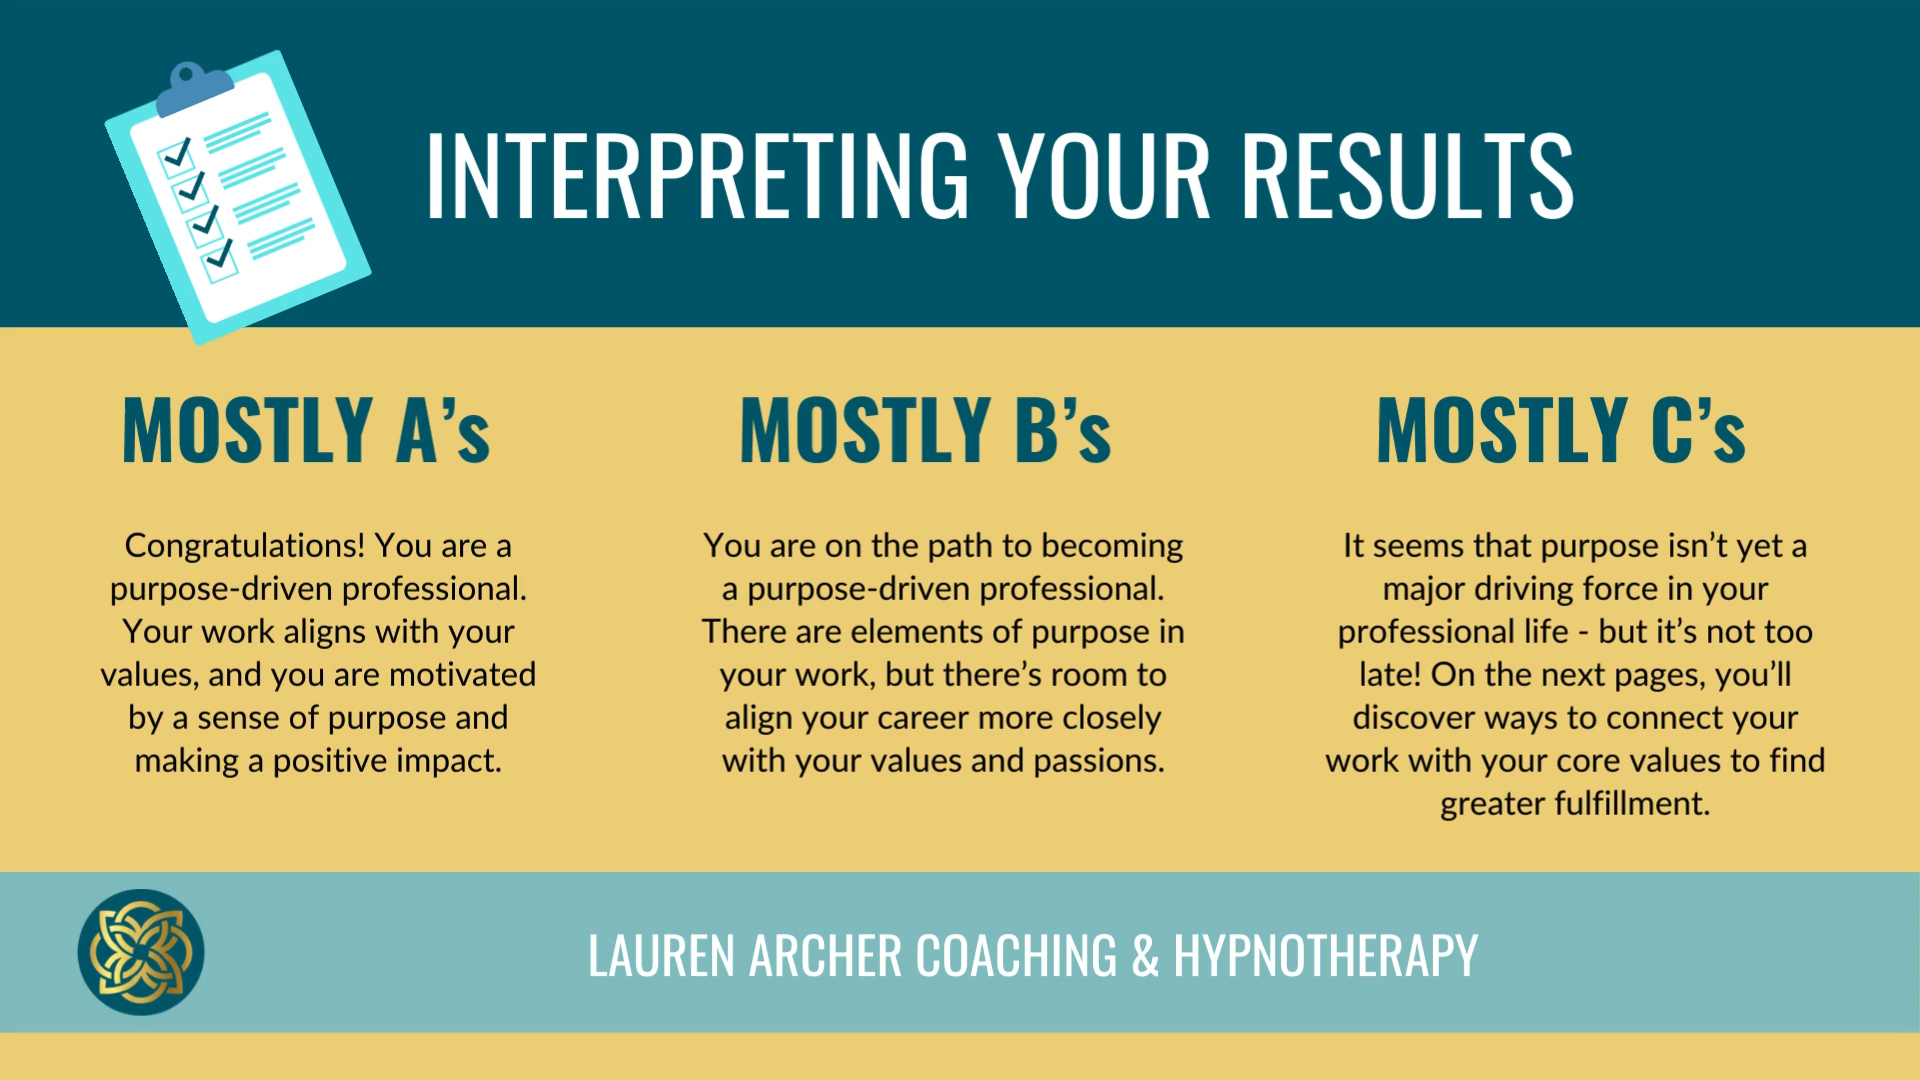 INTERPRETING YOUR RESULTS
MOSTLY A’s
Congratulations! You are a
purpose-driven professional.
Your work aligns with your
values, and you are motivated
by a sense of purpose and
making a positive impact.
MOSTLY B’s
You are on the path to becoming
a purpose-driven professional.
There are elements of purpose in
your work, but there’s room to
align your career more closely
with your values and passions.
MOSTLY C’s
It seems that purpose isn’t yet a
major driving force in your
professional life - but it’s not too
late! On the next pages, you’ll
discover ways to connect your
work with your core values to find
greater fulfillment.
LAUREN ARCHER COACHING & HYPNOTHERAPY